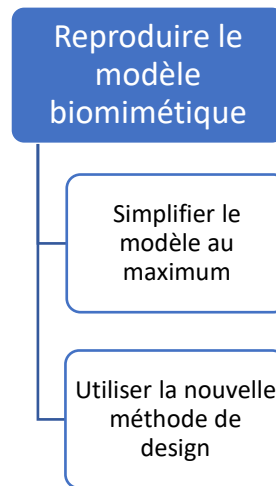 Reproduire le
modèle
biomimétique
Simplifier le
modèle au
maximum
Utiliser la nouvelle
méthode de
design